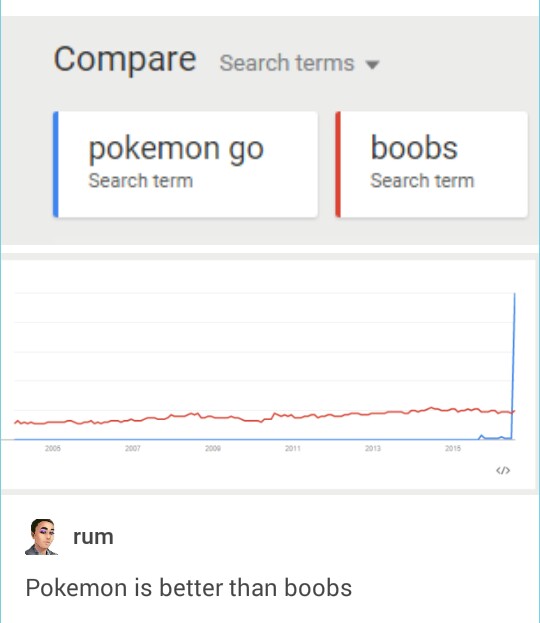 Compare Search terms
pokemon go boobs
Search term Search term
2005 2007 2009 2011 2013 2015
</>
rum
Pokemon is better than boobs